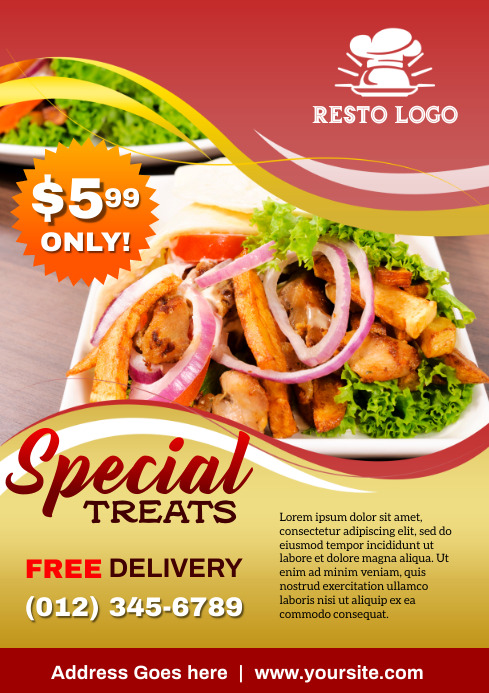 RESTO LOGO
$5.99
ONLY!
Special
TREATS
FREE DELIVERY
(012) 345-6789
Lorem ipsum dolor sit amet,
consectetur adipiscing elit, sed do
eiusmod tempor incididunt ut
labore et dolore magna aliqua. Ut
enim ad minim veniam, quis
nostrud exercitation ullamco
laboris nisi ut aliquip ex ea
commodo consequat.
Address Goes here | www.yoursite.com